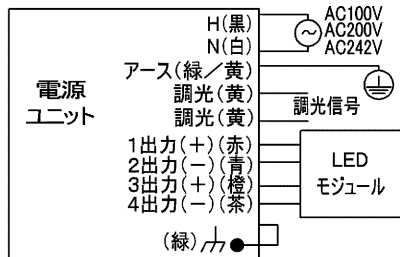 H(黒)
N(白)
アース(緑／黄)
調光(黄)
調光(黄)
1出力(＋)(赤)
2出力(－)(青)
3出力(＋)(橙)
4出力(－)(茶)
(緑)
電源
ユニット
AC100V
AC200V
AC242V
調光信号
LED
モジュール